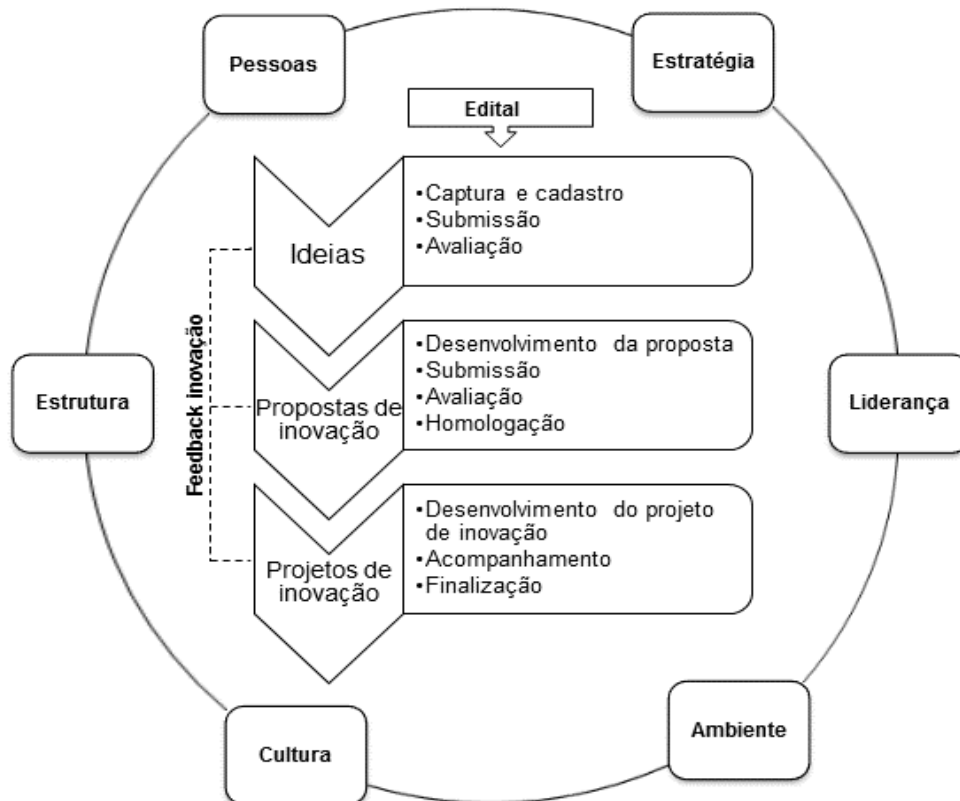 Pessoas
Estratégia
Edital
Ideias
•Captura e cadastro
•Submissão
•Avaliação
Feedback inovação
Estrutura
Propostas de
inovação
•Desenvolvimento da proposta
•Submissão
•Avaliação
•Homologação
Liderança
Projetos de
inovação
•Desenvolvimento do projeto
de inovação
•Acompanhamento
•Finalização
Cultura
Ambiente